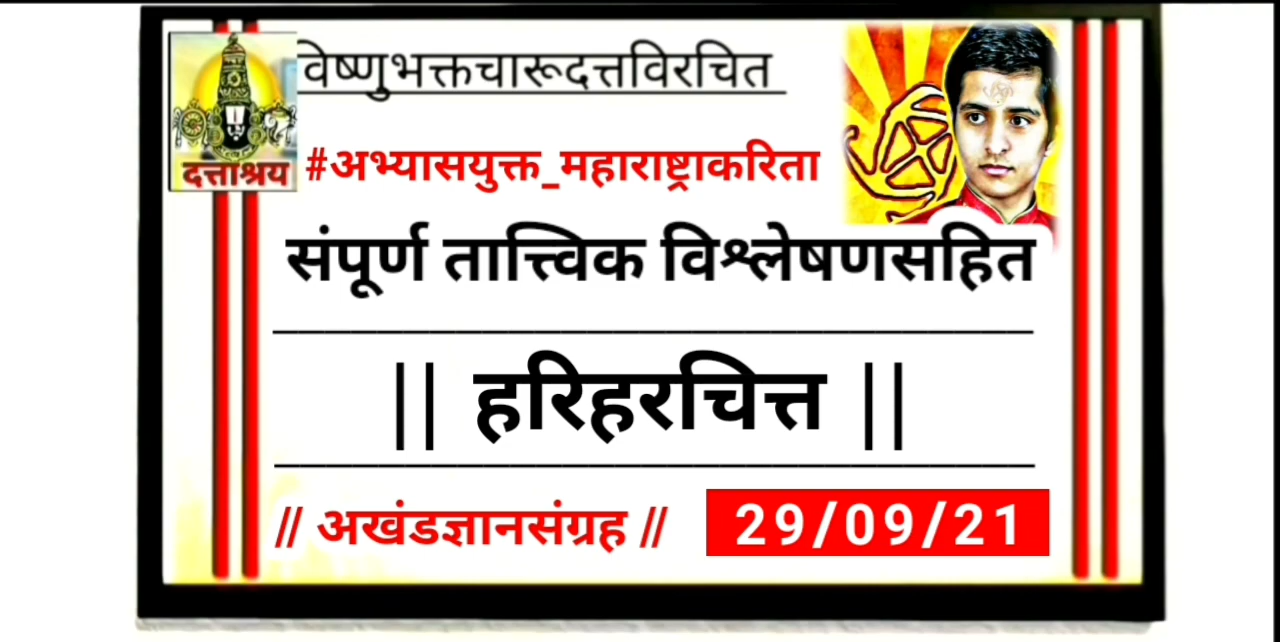 विष्णुभक्तचारूदत्तविरचित
दत्ताश्रय
#अभ्यासयुक्त_महाराष्ट्राकरिता
संपूर्ण तात्त्विक विश्लेषणसहित
|| हरिहरचित्त ||
// अखंडज्ञानसंग्रह // 29/09/21